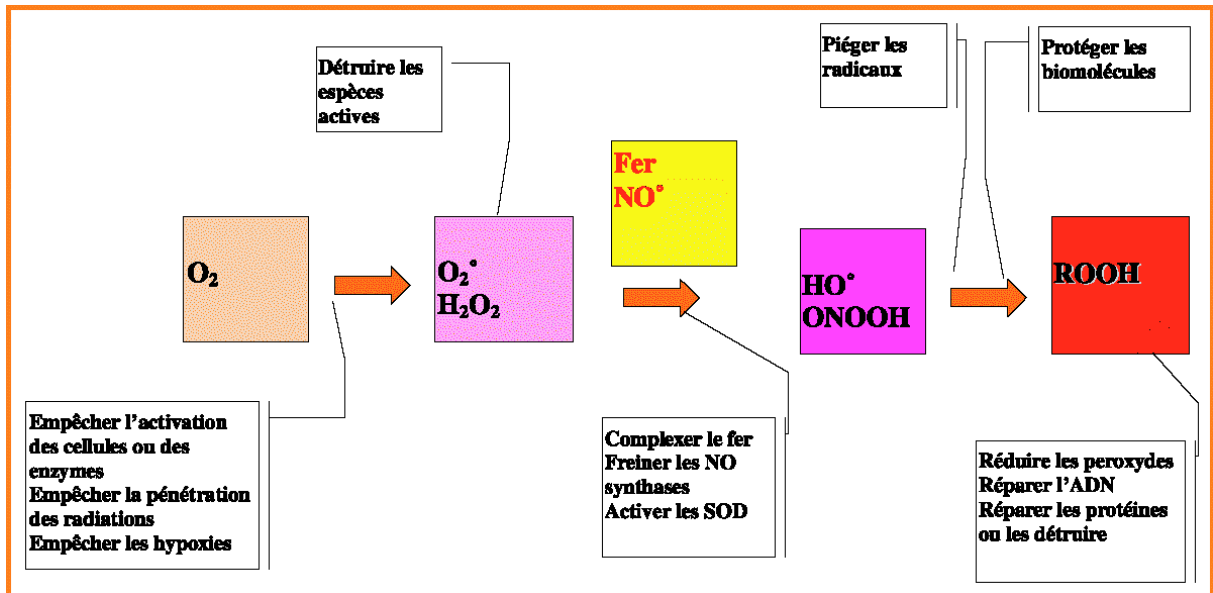 Détruire les
espèces
actives
Piéger les
radicaux
Protéger les
biomolécules
Fer
NO°
O₂
O₂°
H₂O₂
HO°
ONOOH
ROOH
Empêcher l’activation
des cellules ou des
enzymes
Empêcher la pénétration
des radiations
Empêcher les hypoxies
Complexer le fer
Freiner les NO
synthases
Activer les SOD
Réduire les peroxydes
Réparer l’ADN
Réparer les protéines
ou les détruire